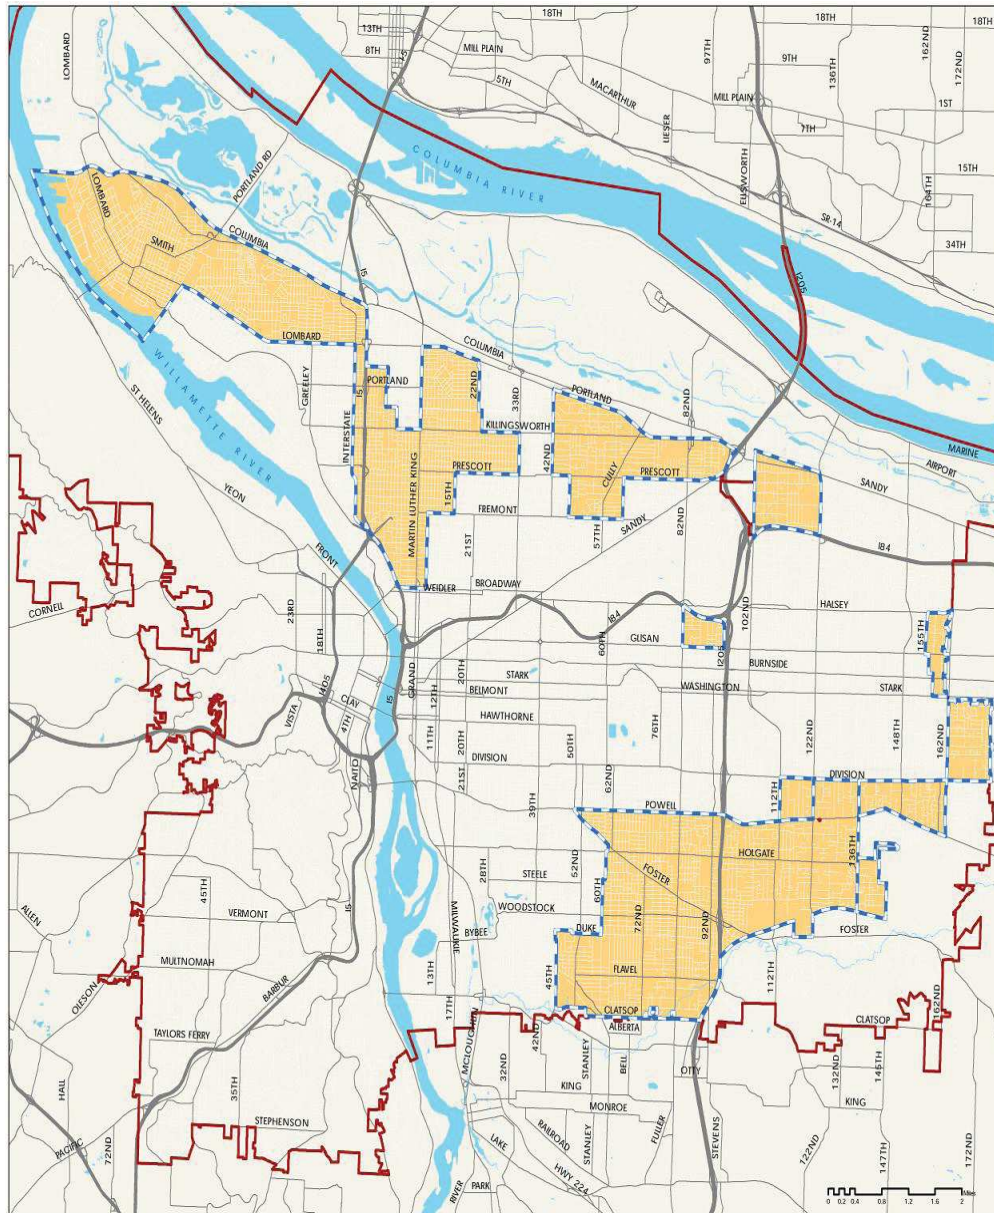 18TH
18TH
18TH
162ND
13TH
8TH
I5
MILL PLAIN
97TH
9TH
136TH
172ND
LOMBARD
5TH
MACARTHUR
MILL PLAIN
1ST
7TH
LIESER
COLUMBIA RIVER
ELLSWORTH
15TH
164TH
PORTLAND RD
LOMBARD
SMITH
COLUMBIA
SR-14
34TH
I5
I205
LOMBARD
COLUMBIA
WILLAMETTE RIVER
ST HELENS
GREELEY
PORTLAND
I5
22ND
33RD
PORTLAND
82ND
INTERSTATE
KILLINGSWORTH
MARINE
MARTIN LUTHER KING
PRESCOTT
42ND
CULLY
PRESCOTT
AIRPORT
SANDY
YEON
15TH
FREMONT
57TH
SANDY
82ND
21ST
I84
FRONT
WEIDLER
BROADWAY
CORNELL
23RD
18TH
I84
102ND
HALSEY
60TH
GLISAN
155TH
I205
BURNSIDE
GRAND
20TH
STARK
I405
CLAY
I5
12TH
BELMONT
WASHINGTON
STARK
VISTA
4TH
HAWTHORNE
11TH
20TH
50TH
76TH
122ND
148TH
162ND
NAITO
21ST
DIVISION
62ND
112TH
DIVISION
39TH
POWELL
136TH
HOLGATE
28TH
52ND
FOSTER
STEELE
45TH
60TH
ALLEN
VERMONT
I5
MILWAUKIE
WOODSTOCK
72ND
92ND
BYBEE
DUKE
FOSTER
MULTNOMAH
OLESON
BARBUR
13TH
45TH
FLAVEL
112TH
17TH
CLATSOP
162ND
TAYLORS FERRY
MCLOUGHLIN
42ND
ALBERTA
CLATSOP
HALL
35TH
32ND
STANLEY
BELL
OTTY
132ND
145TH
KING
MONROE
KING
STEPHENSON
PACIFIC
72ND
LAKE
RAILROAD
STANLEY
FULLER
STEVENS
122ND
147TH
172ND
HWY 224
RIVER
PARK
0 0.2 0.4 0.8 1.2 1.6 2
Miles